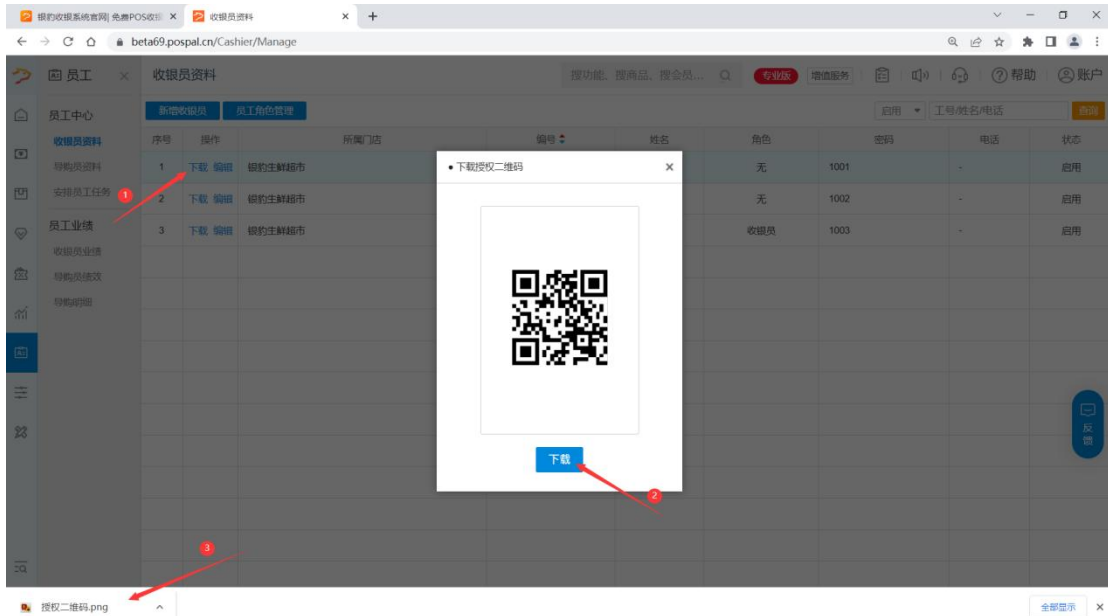 银豹收银系统官网| 免费POS收银
收银员资料
beta69.pospal.cn/Cashier/Manage
员工
收银员资料
搜功能、搜商品、搜会员...
专业版
增值服务
帮助
账户
员工中心
收银员资料
导购员资料
安排员工任务
员工业绩
收银员业绩
导购员绩效
导购明细
新增收银员
员工角色管理
启用
工号/姓名/电话
查询
序号 操作 所属门店 编号 姓名 角色 密码 电话 状态
1 下载 编辑 银豹生鲜超市 无 1001 - 启用
2 下载 编辑 银豹生鲜超市 无 1002 - 启用
3 下载 编辑 银豹生鲜超市 收银员 1003 - 启用
•下载授权二维码
下载
1
2
3
反馈
授权二维码.png
全部显示